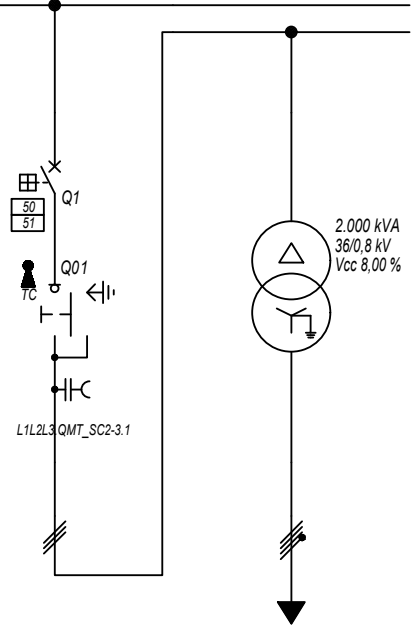 Q1
50
51
Q01
TC
L1L2L3 QMT_SC2-3.1
2.000 kVA
36/0,8 kV
Vcc 8,00 %